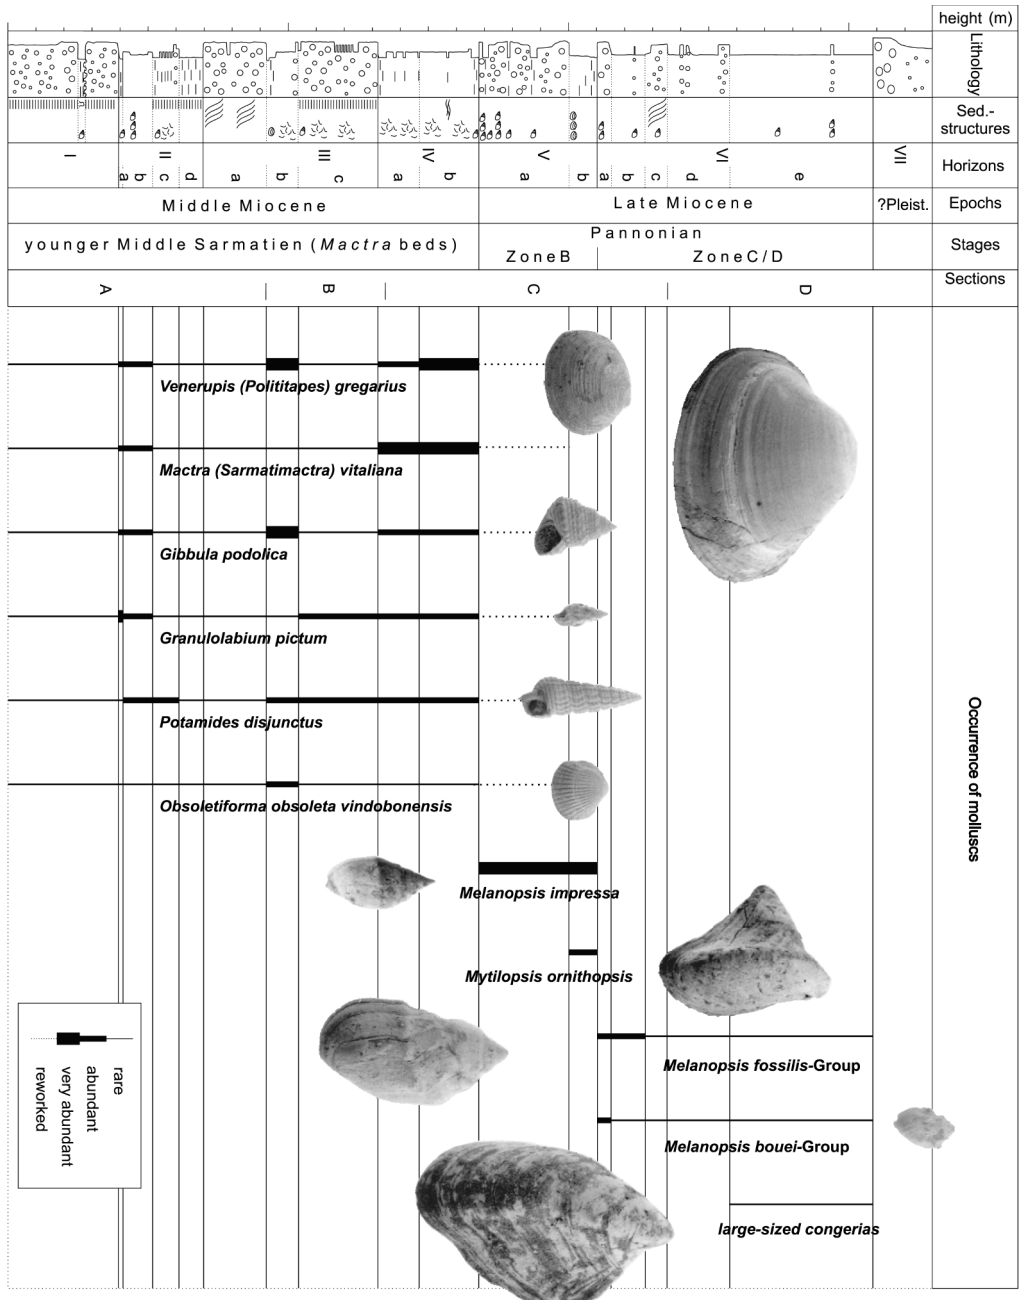 height (m)
Lithology
Sed.-
structures
I II III IV V VI VII
a b c d a b c a b a b a b c d e
Horizons
Middle Miocene Late Miocene ?Pleist. Epochs
younger Middle Sarmatien (Mactra beds) Pannonian Stages
Zone B Zone C/D
A B C D Sections
Occurrence of molluscs
Venerupis (Polititapes) gregarius
Mactra (Sarmatimactra) vitaliana
Gibbula podolica
Granulolabium pictum
Potamides disjunctus
Obsoletiforma obsoleta vindobonensis
Melanopsis impressa
Mytilopsis ornithopsis
Melanopsis fossilis-Group
Melanopsis bouei-Group
large-sized congerias
rare
abundant
very abundant
reworked